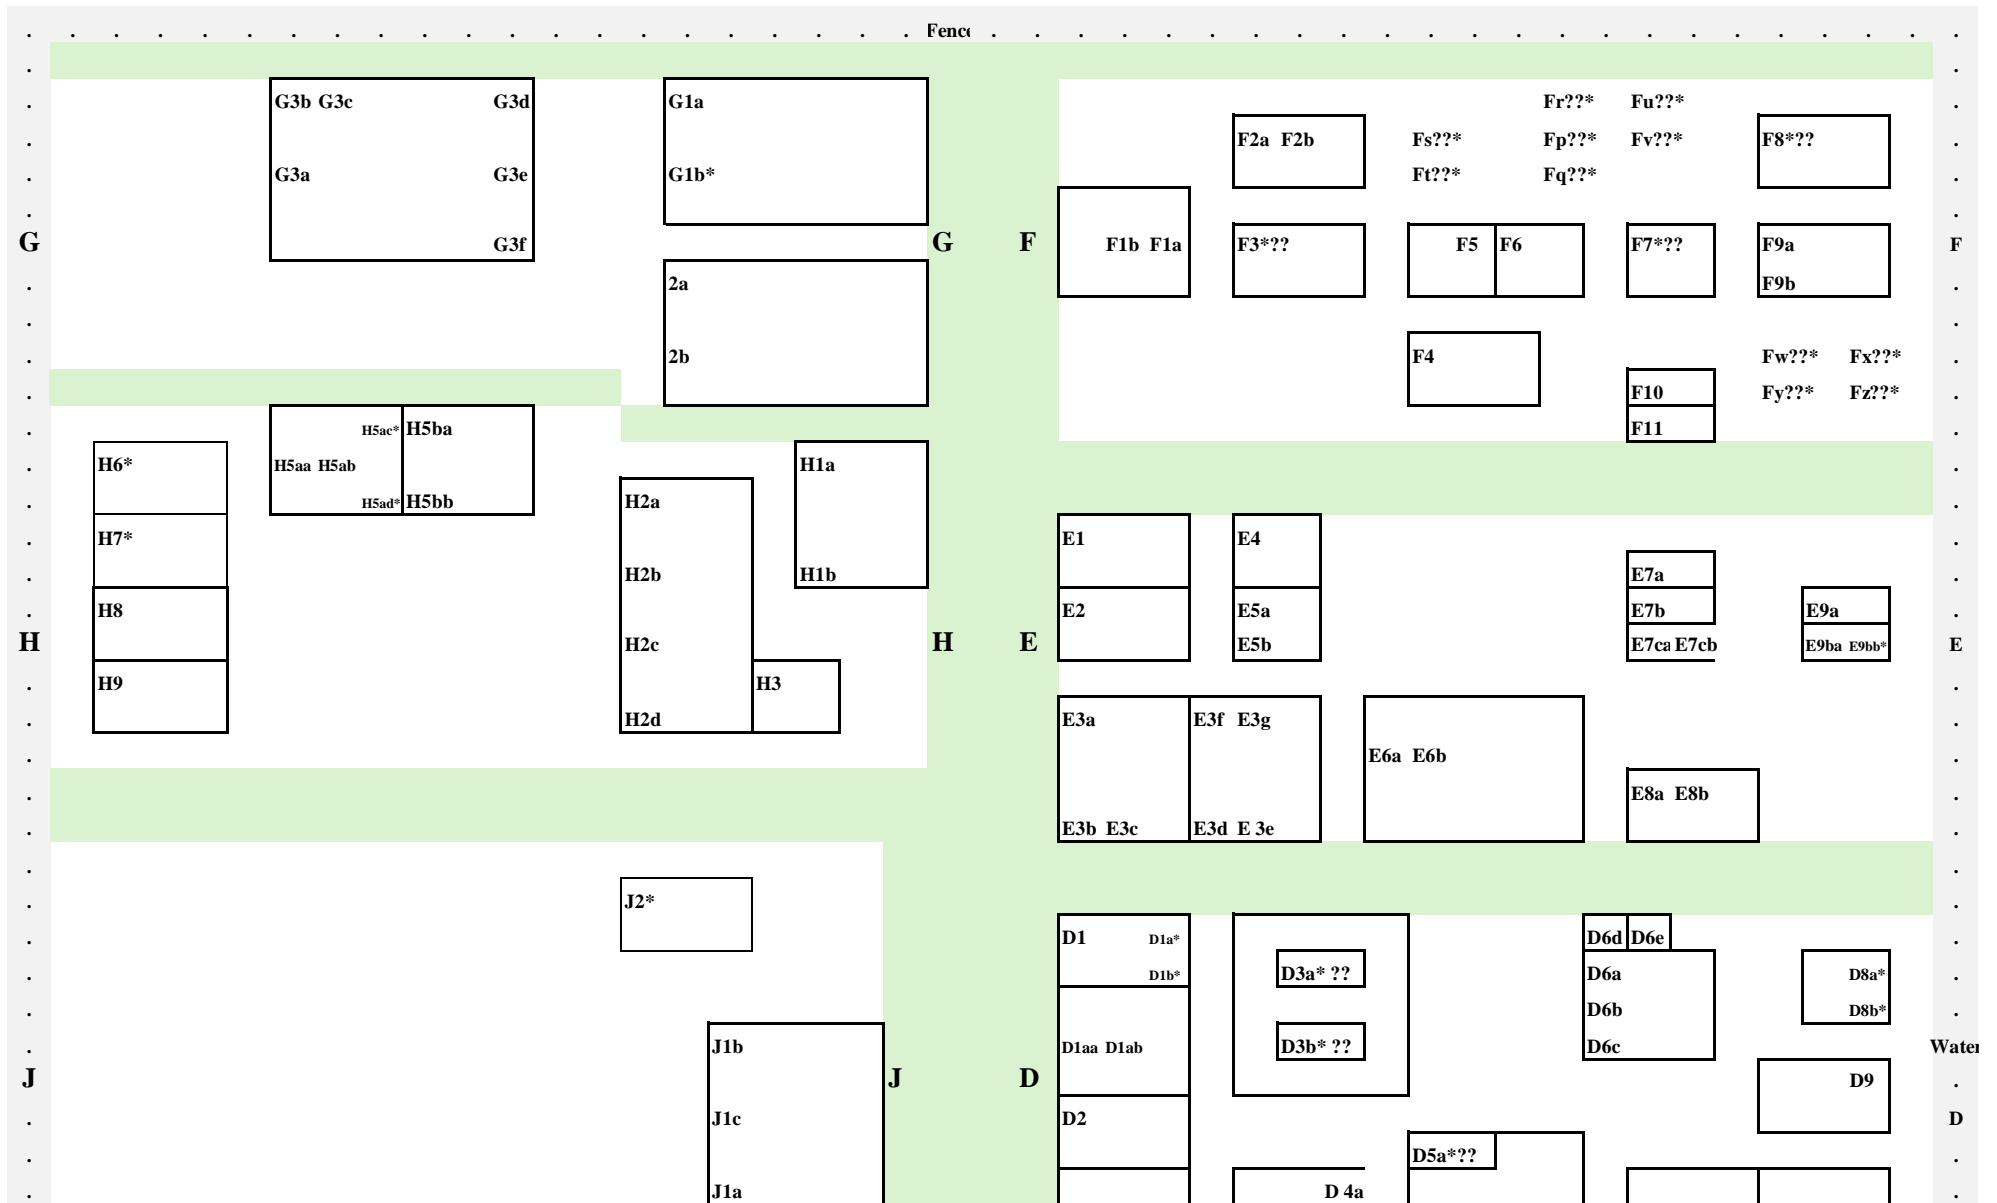 . . . . . . . . . . . . . . . . . . . . . Fence . . . . . . . . . . . . . . . . . . . . . . .
. .
. G3b G3c G3d G1a Fr??* Fu??* .
. F2a F2b Fs??* Fp??* Fv??* F8*?? .
. G3a G3e G1b* Ft??* Fq??* .
. .
G G3f G F F1b F1a F3*?? F5 F6 F7*?? F9a F
. 2a F9b .
. .
. 2b F4 Fw??* Fx??* .
. F10 Fy??* Fz??* .
. H5ac* H5ba F11 .
. H6* H5aa H5ab H1a .
. H5ad* H5bb H2a .
. H7* E1 E4 .
. H2b H1b E7a .
. H8 E2 E5a E7b E9a .
H H2c H E E5b E7ca E7cb E9ba E9bb* E
. H9 H3 .
. H2d E3a E3f E3g .
. E6a E6b .
. E8a E8b .
. E3b E3c E3d E 3e .
. .
. J2* .
. D1 D1a* D6d D6e .
. D1b* D3a* ?? D6a D8a* .
. D6b D8b* .
. J1b D1aa D1ab D3b* ?? D6c Water
J J D D9 .
. J1c D2 D
. D5a*?? .
. J1a D 4a .